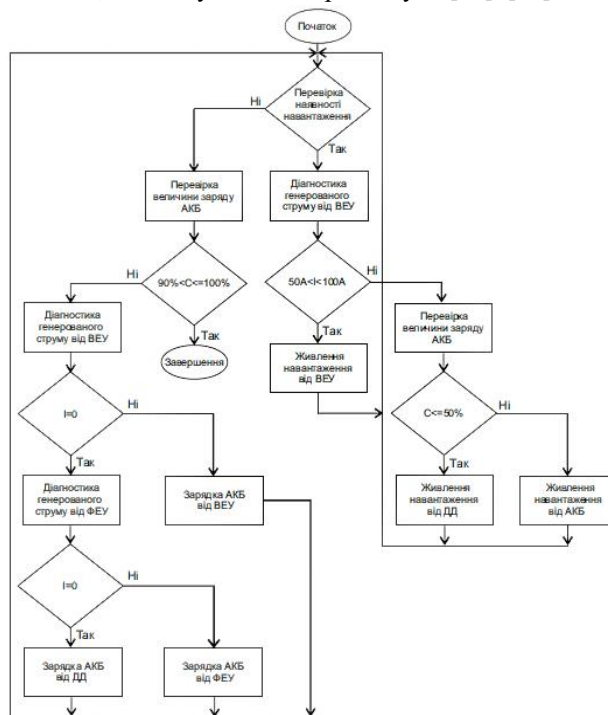 Початок
Перевірка
наявності
навантаження
Ні
Так
Перевірка
величини заряду
АКБ
Діагностика
генерованого
струму від ВЕУ
90%<C<=100%
Ні
Так
Завершення
50А<I<100А
Ні
Так
Діагностика
генерованого
струму від ВЕУ
Живлення
навантаження
від ВЕУ
Перевірка
величини заряду
АКБ
I=0
Ні
Так
C<=50%
Ні
Так
Діагностика
генерованого
струму від ФЕУ
Зарядка АКБ
від ВЕУ
Живлення
навантаження
від ДД
Живлення
навантаження
від АКБ
I=0
Ні
Так
Зарядка АКБ
від ДД
Зарядка АКБ
від ФЕУ